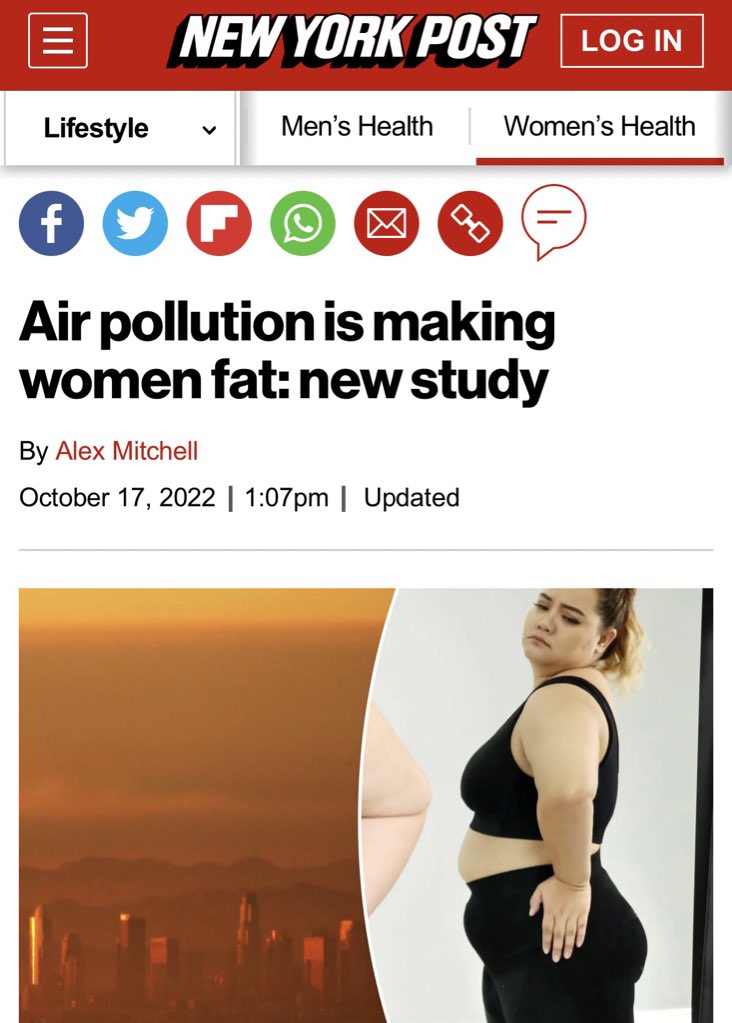 NEW YORK POST
LOG IN
Lifestyle
Men's Health
Women's Health
Air pollution is making
women fat: new study
By Alex Mitchell
October 17, 2022 | 1:07pm | Updated